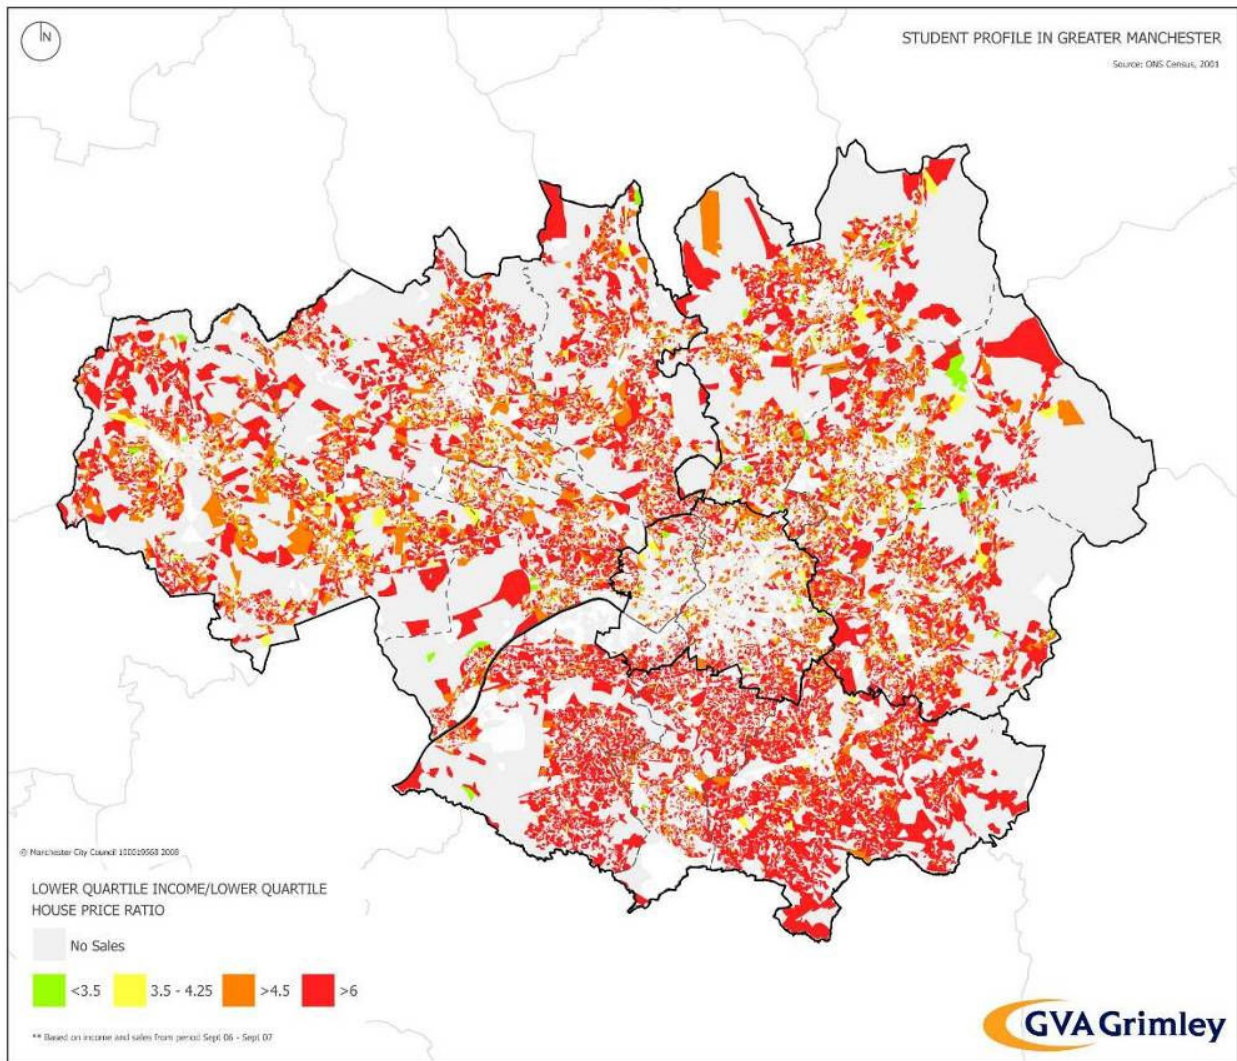 N
STUDENT PROFILE IN GREATER MANCHESTER
Source: ONS Census, 2001
© Manchester City Council 100019568 2008
LOWER QUARTILE INCOME/LOWER QUARTILE
HOUSE PRICE RATIO
No Sales
<3.5 3.5 - 4.25 >4.5 >6
** Based on income and sales from period Sept 06 - Sept 07
GVA Grimley